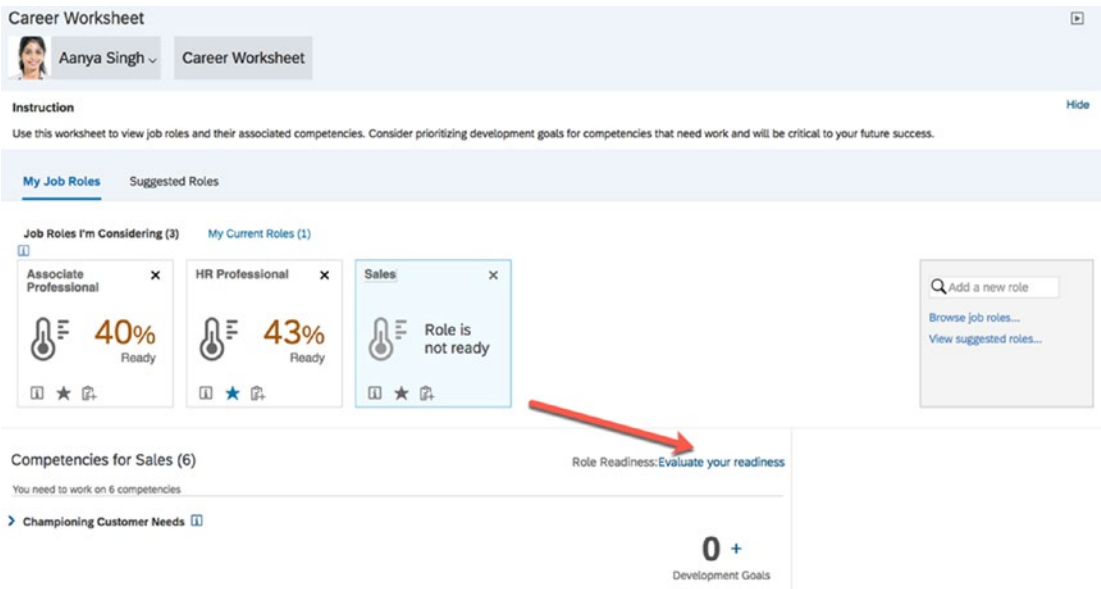 Career Worksheet
Aanya Singh
Career Worksheet
Instruction
Hide
Use this worksheet to view job roles and their associated competencies. Consider prioritizing development goals for competencies that need work and will be critical to your future success.
My Job Roles
Suggested Roles
Job Roles I'm Considering (3)
My Current Roles (1)
Associate
Professional
40%
Ready
HR Professional
43%
Ready
Sales
Role is
not ready
Add a new role
Browse job roles...
View suggested roles...
Competencies for Sales (6)
Role Readiness:Evaluate your readiness
You need to work on 6 competencies
Championing Customer Needs
0 +
Development Goals